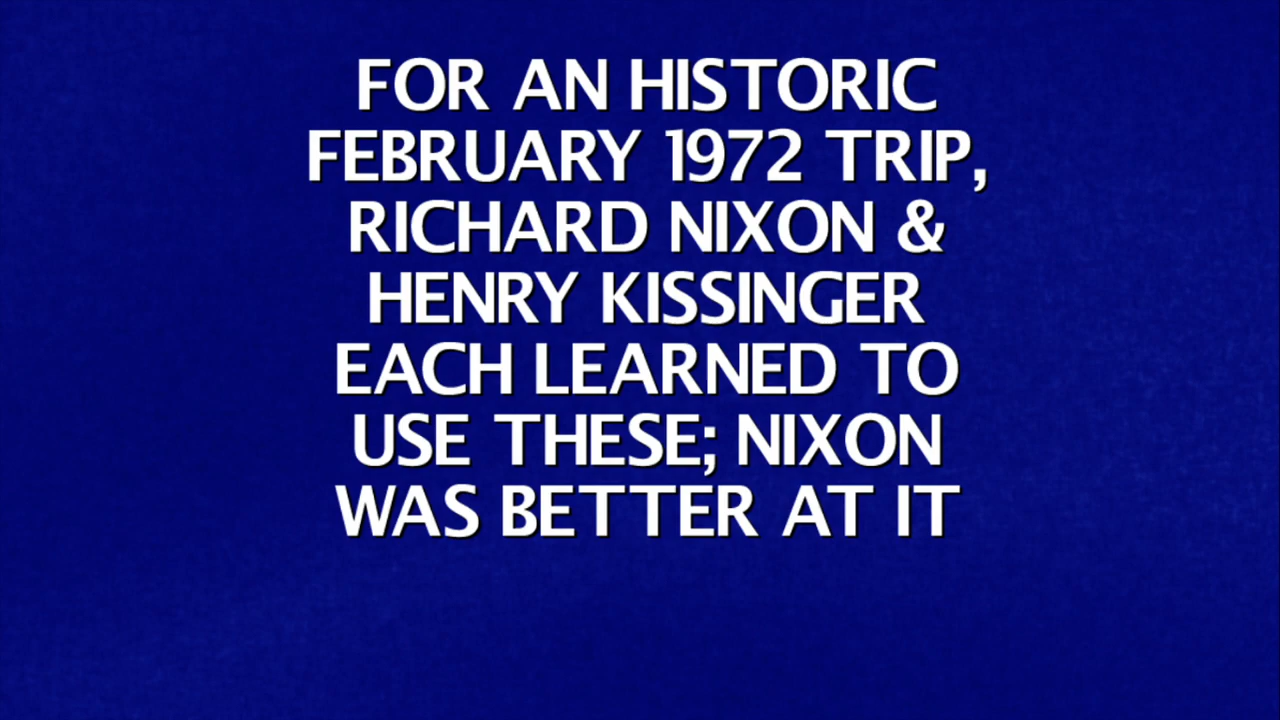 FOR AN HISTORIC
FEBRUARY 1972 TRIP,
RICHARD NIXON &
HENRY KISSINGER
EACH LEARNED TO
USE THESE; NIXON
WAS BETTER AT IT